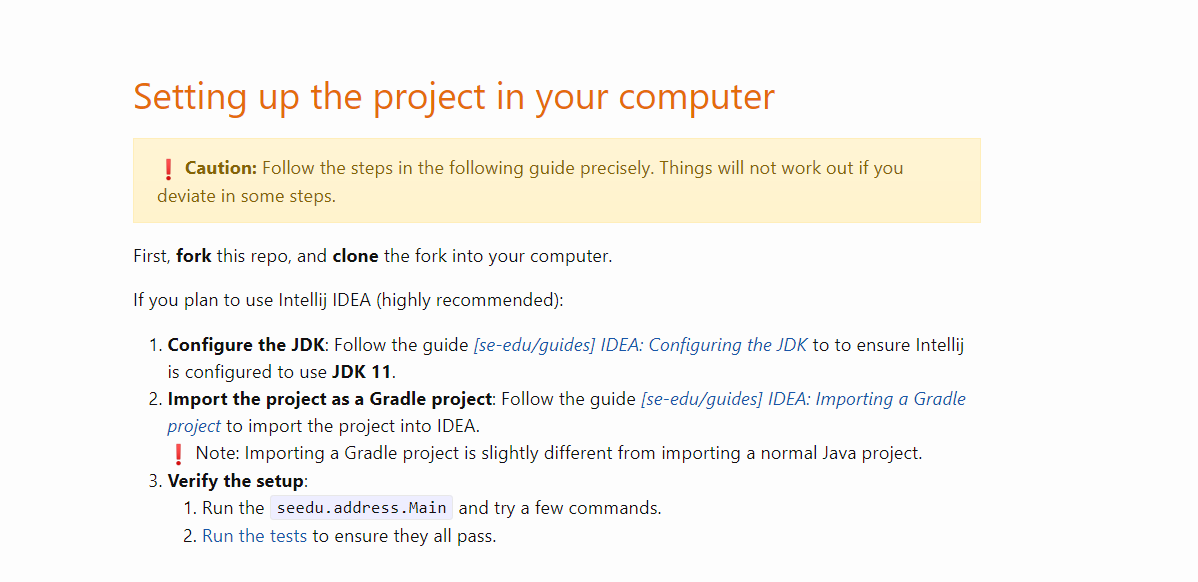 Setting up the project in your computer
❗ Caution: Follow the steps in the following guide precisely. Things will not work out if you
deviate in some steps.
First, fork this repo, and clone the fork into your computer.
If you plan to use Intellij IDEA (highly recommended):
1. Configure the JDK: Follow the guide [se-edu/guides] IDEA: Configuring the JDK to to ensure Intellij
is configured to use JDK 11.
2. Import the project as a Gradle project: Follow the guide [se-edu/guides] IDEA: Importing a Gradle
project to import the project into IDEA.
❗ Note: Importing a Gradle project is slightly different from importing a normal Java project.
3. Verify the setup:
1. Run the seedu.address.Main and try a few commands.
2. Run the tests to ensure they all pass.